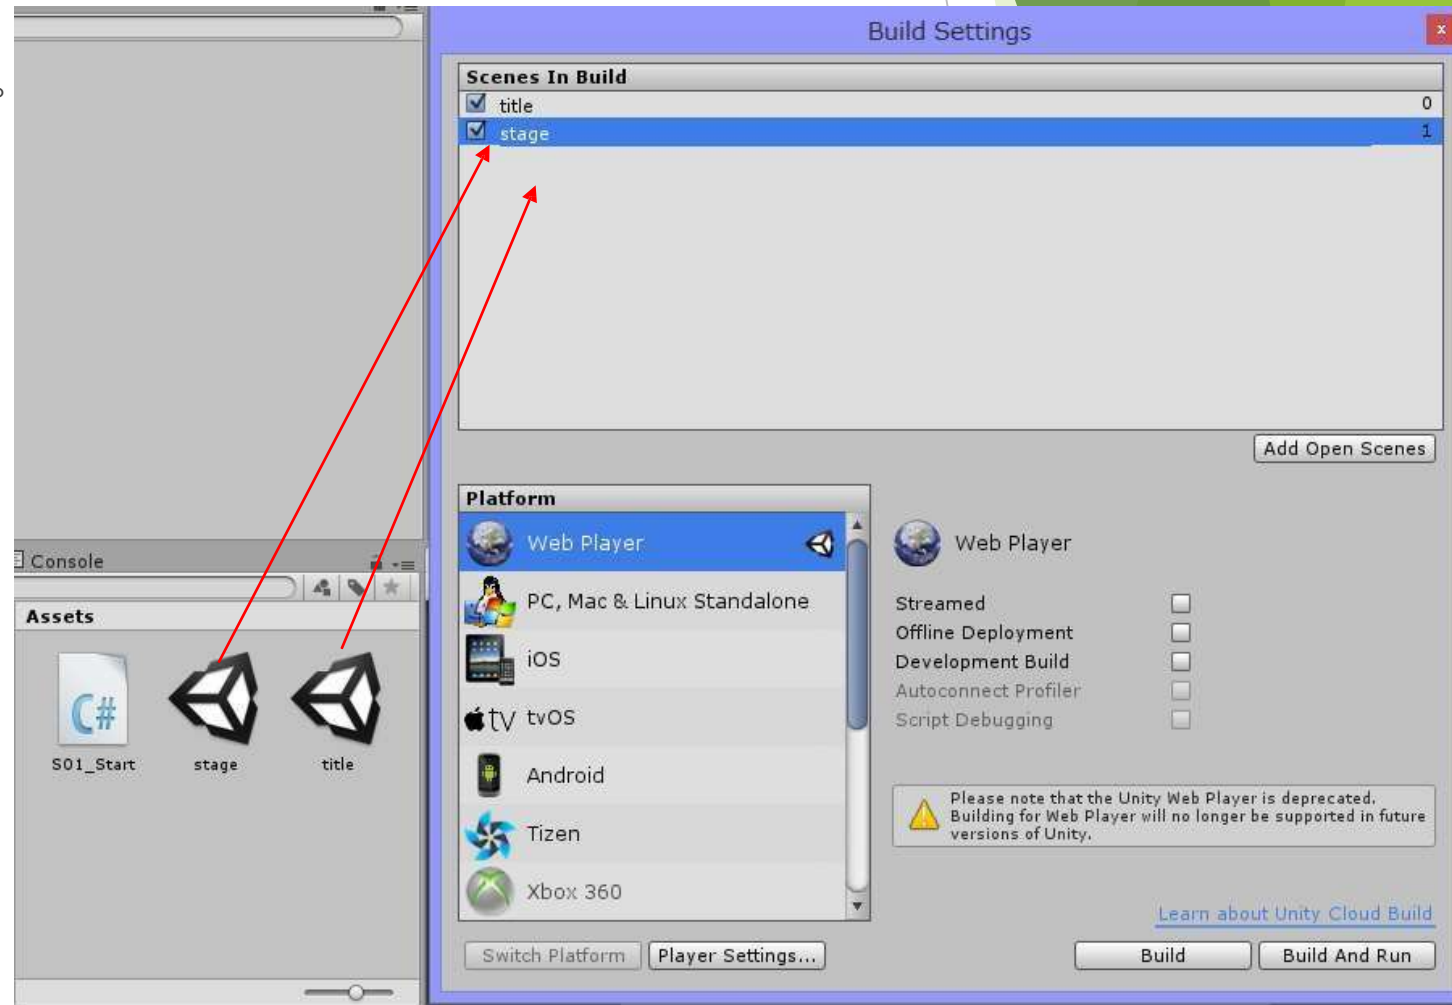 Build Settings
x
Scenes In Build
title 0
stage 1
Add Open Scenes
Platform
Web Player
PC, Mac & Linux Standalone
iOS
tv tvOS
Android
Tizen
Xbox 360
Web Player
Streamed
Offline Deployment
Development Build
Autoconnect Profiler
Script Debugging
Please note that the Unity Web Player is deprecated.
Building for Web Player will no longer be supported in future
versions of Unity.
Learn about Unity Cloud Build
Switch Platform Player Settings... Build Build And Run
Console
Assets
C#
S01_Start stage title